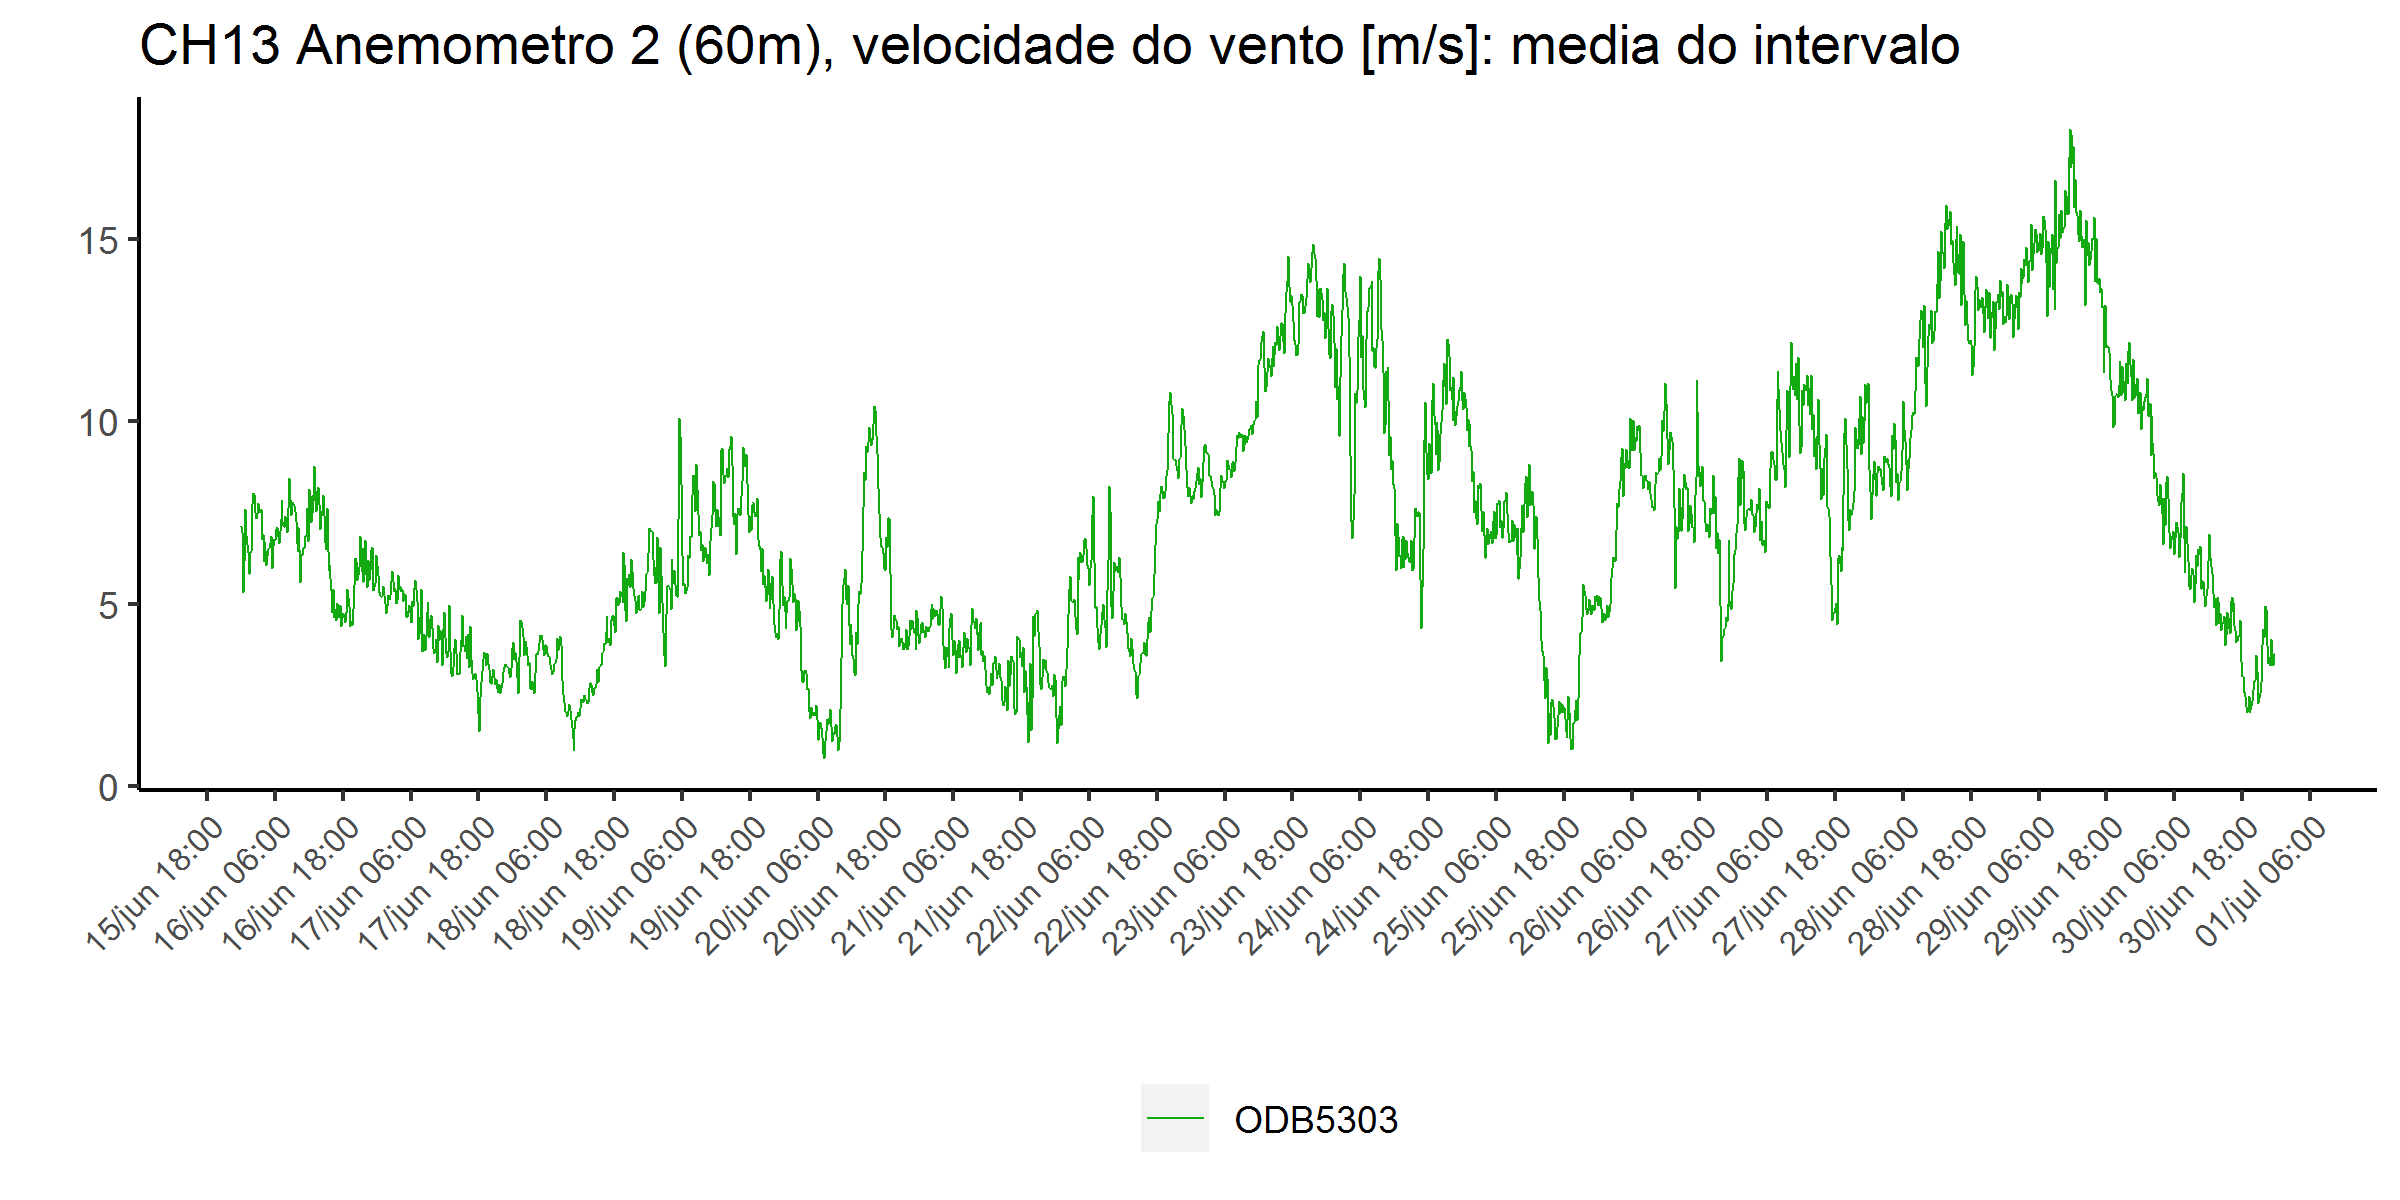 CH13 Anemometro 2 (60m), velocidade do vento [m/s]: media do intervalo
15
10
5
0
15/jun 18:00
16/jun 06:00
16/jun 18:00
17/jun 06:00
17/jun 18:00
18/jun 06:00
18/jun 18:00
19/jun 06:00
19/jun 18:00
20/jun 06:00
20/jun 18:00
21/jun 06:00
21/jun 18:00
22/jun 06:00
22/jun 18:00
23/jun 06:00
23/jun 18:00
24/jun 06:00
24/jun 18:00
25/jun 06:00
25/jun 18:00
26/jun 06:00
26/jun 18:00
27/jun 06:00
27/jun 18:00
28/jun 06:00
28/jun 18:00
29/jun 06:00
29/jun 18:00
30/jun 06:00
30/jun 18:00
01/jul 06:00
ODB5303